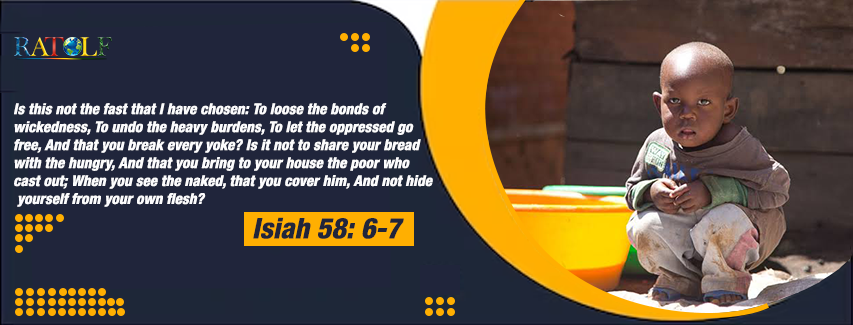 RATOLF
Is this not the fast that I have chosen: To loose the bonds of
wickedness, To undo the heavy burdens, To let the oppressed go
free, And that you break every yoke? Is it not to share your bread
with the hungry, And that you bring to your house the poor who
cast out; When you see the naked, that you cover him, And not hide
yourself from your own flesh?
Isiah 58: 6-7